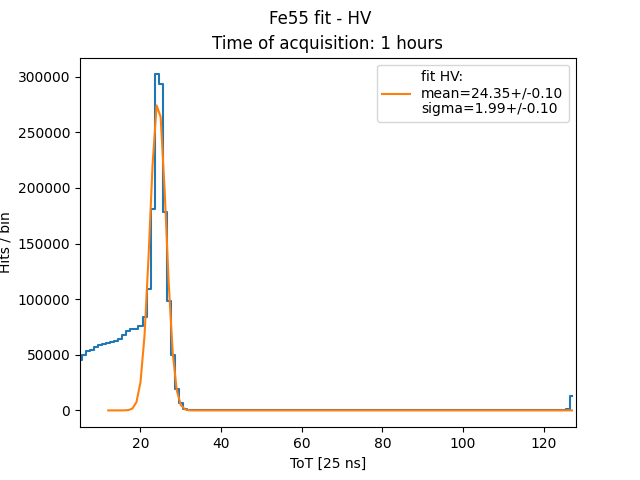 Fe55 fit - HV
Time of acquisition: 1 hours
fit HV:
mean=24.35+/-0.10
sigma=1.99+/-0.10
300000
250000
200000
150000
100000
50000
0
Hits / bin
20 40 60 80 100 120
ToT [25 ns]